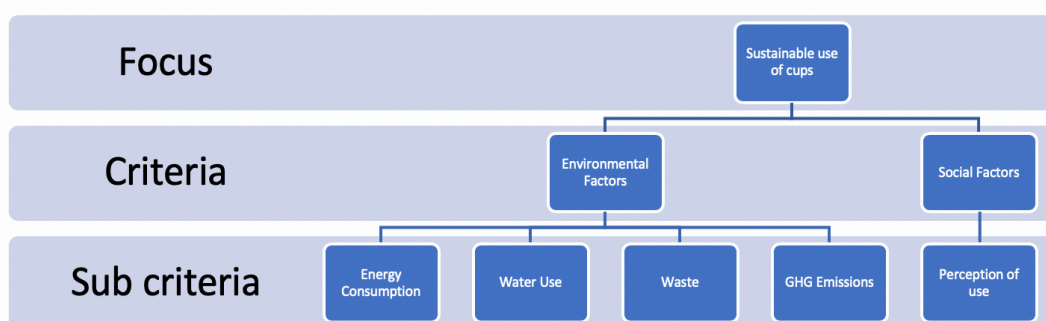 Focus
Sustainable use
of cups
Criteria
Environmental
Factors
Social Factors
Sub criteria
Energy
Consumption
Water Use
Waste
GHG Emissions
Perception of
use